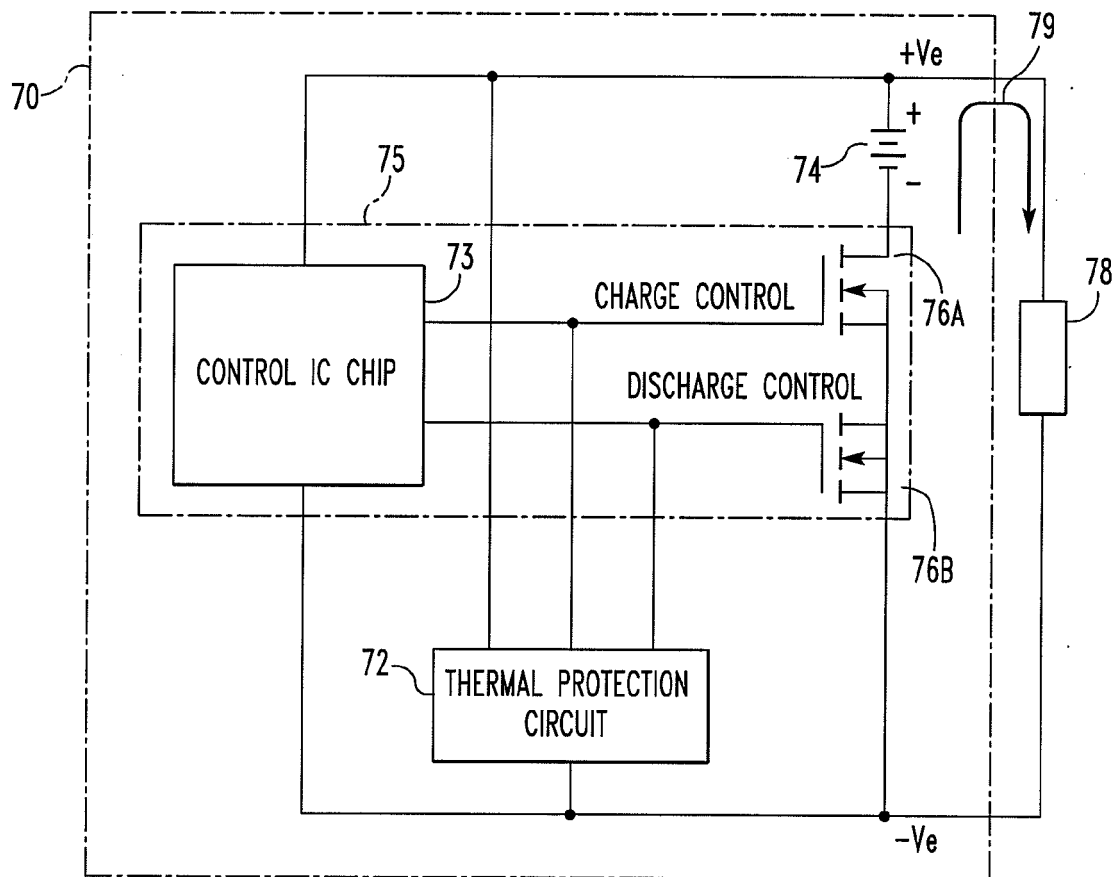 79
+Ve
70
+
75
74
-
73
78
CHARGE CONTROL
76A
CONTROL IC CHIP
DISCHARGE CONTROL
76B
72
THERMAL PROTECTION
CIRCUIT
-Ve